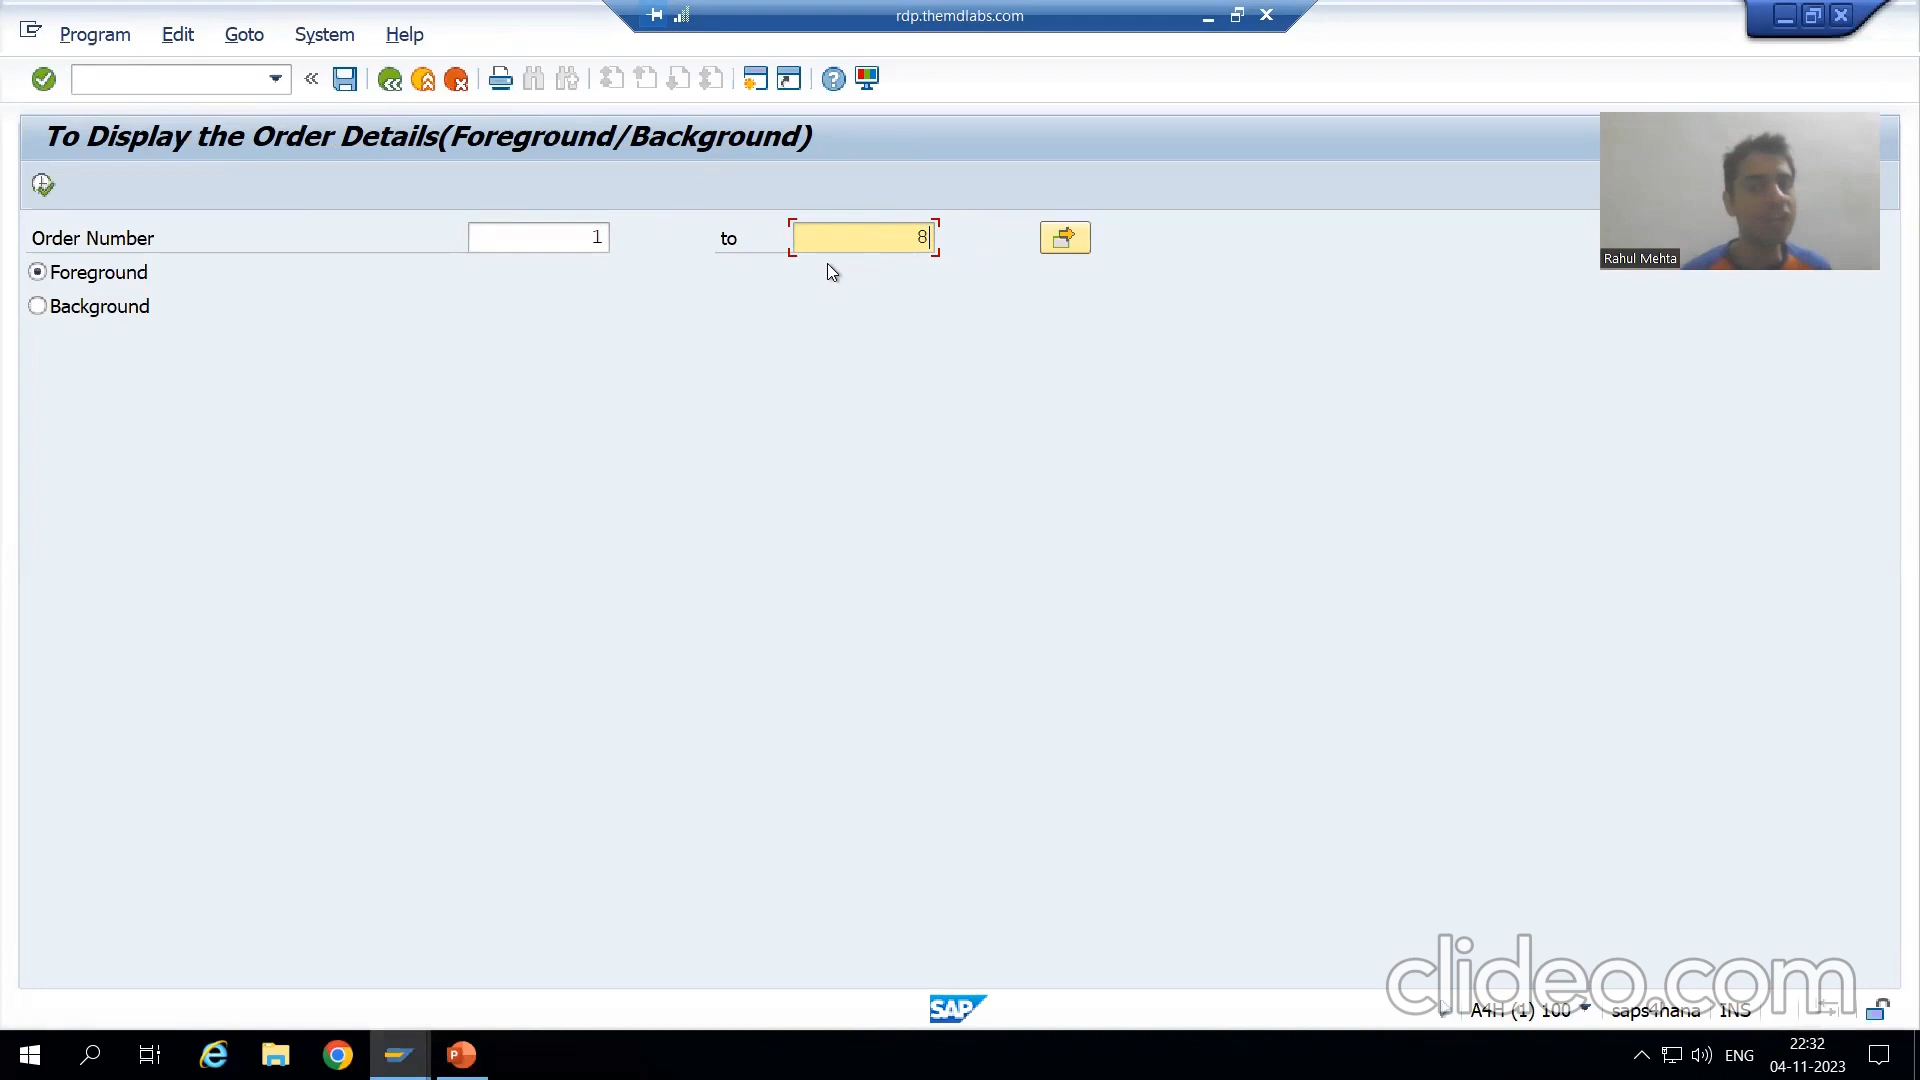 rdp.themdlabs.com
Program Edit Goto System Help
To Display the Order Details(Foreground/Background)
Order Number 1 to 8
Foreground
Background
Rahul Mehta
clideo.com
SAP
A4H (1) 100 saps4hana INS
ENG
22:32
04-11-2023